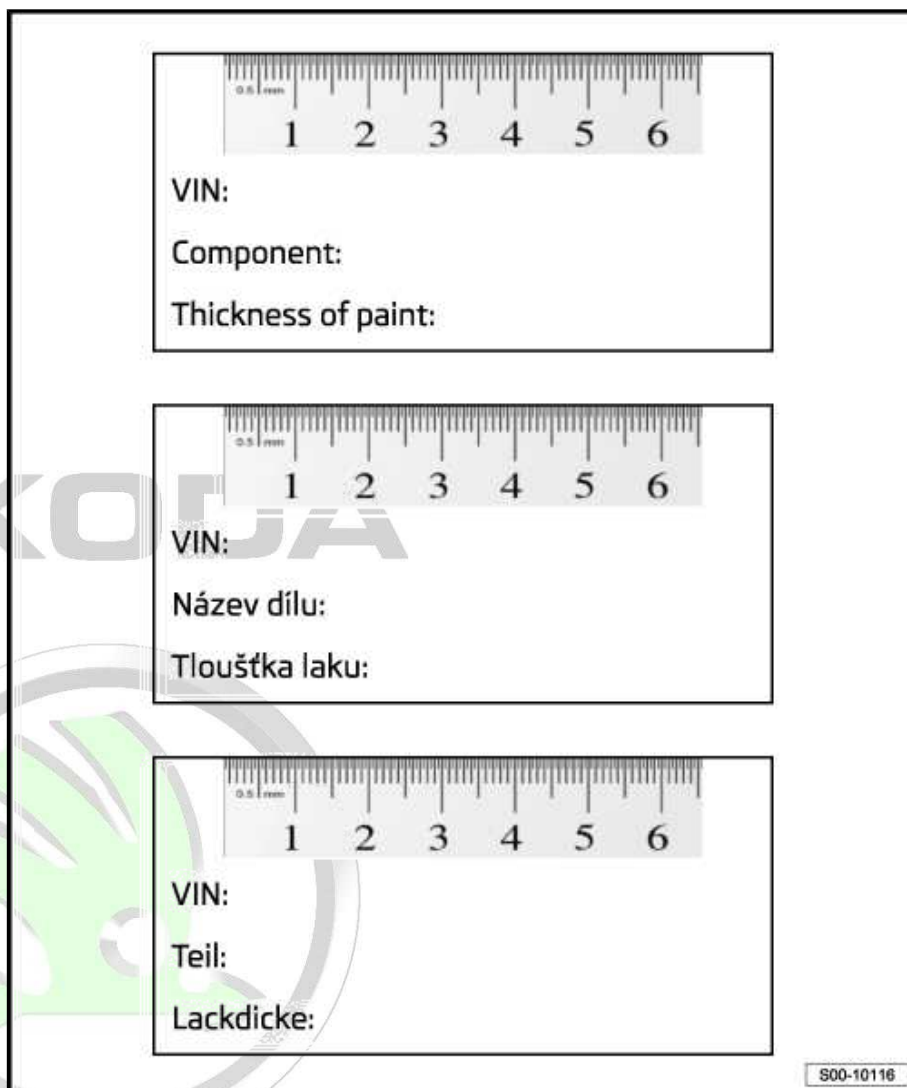 0.5 mm
1 2 3 4 5 6
VIN:
Component:
Thickness of paint:
0.5 mm
1 2 3 4 5 6
VIN:
Název dílu:
Tloušťka laku:
0.5 mm
1 2 3 4 5 6
VIN:
Teil:
Lackdicke:
KODA
S00-10116